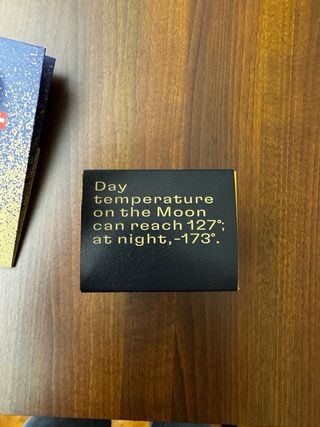 Day
temperature
on the Moon
can reach 127°;
at night,-173°.